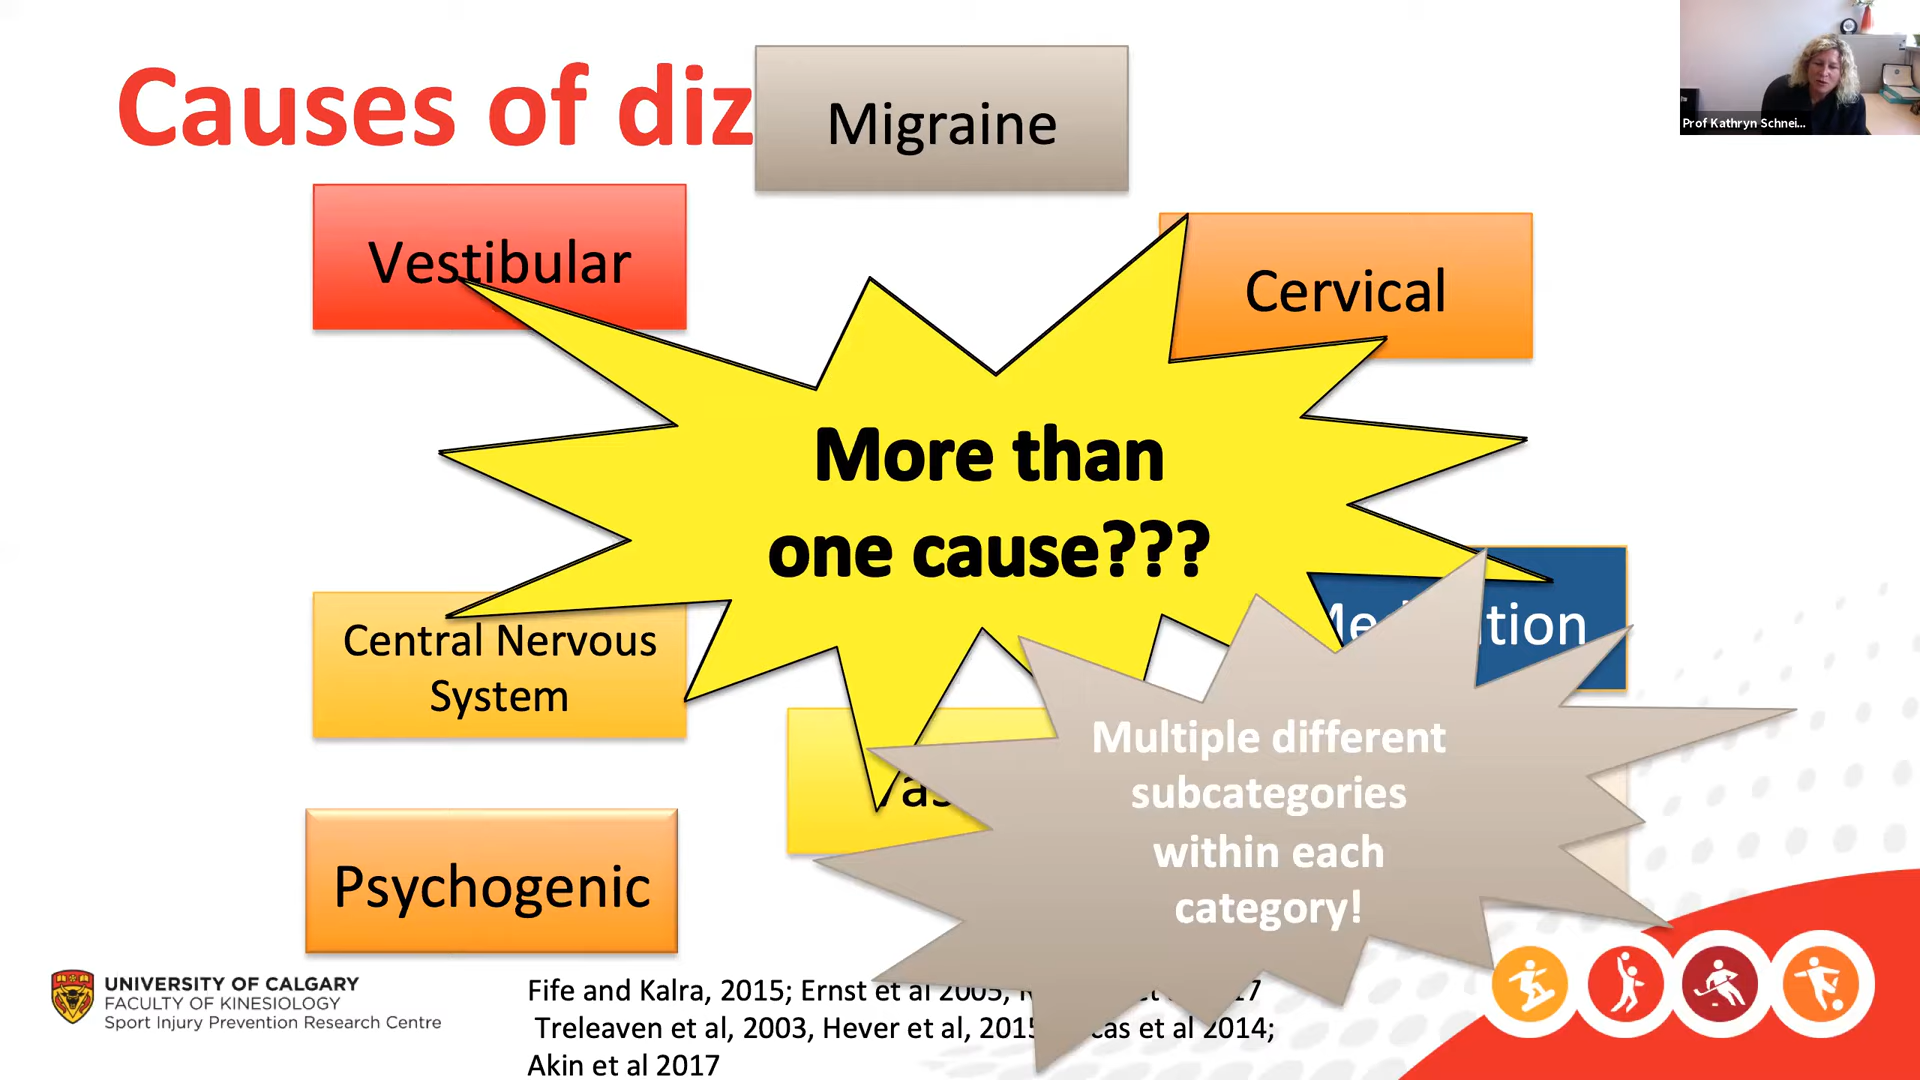 Causes of diz
Migraine
Prof Kathryn Schnei...
Vestibular
Cervical
More than
one cause???
Central Nervous
System
tion
Multiple different
subcategories
within each
category!
Psychogenic
UNIVERSITY OF CALGARY
FACULTY OF KINESIOLOGY
Sport Injury Prevention Research Centre
Fife and Kalra, 2015; Ernst et al 2005,
Treleaven et al, 2003, Hever et al, 2015 cas et al 2014;
Akin et al 2017